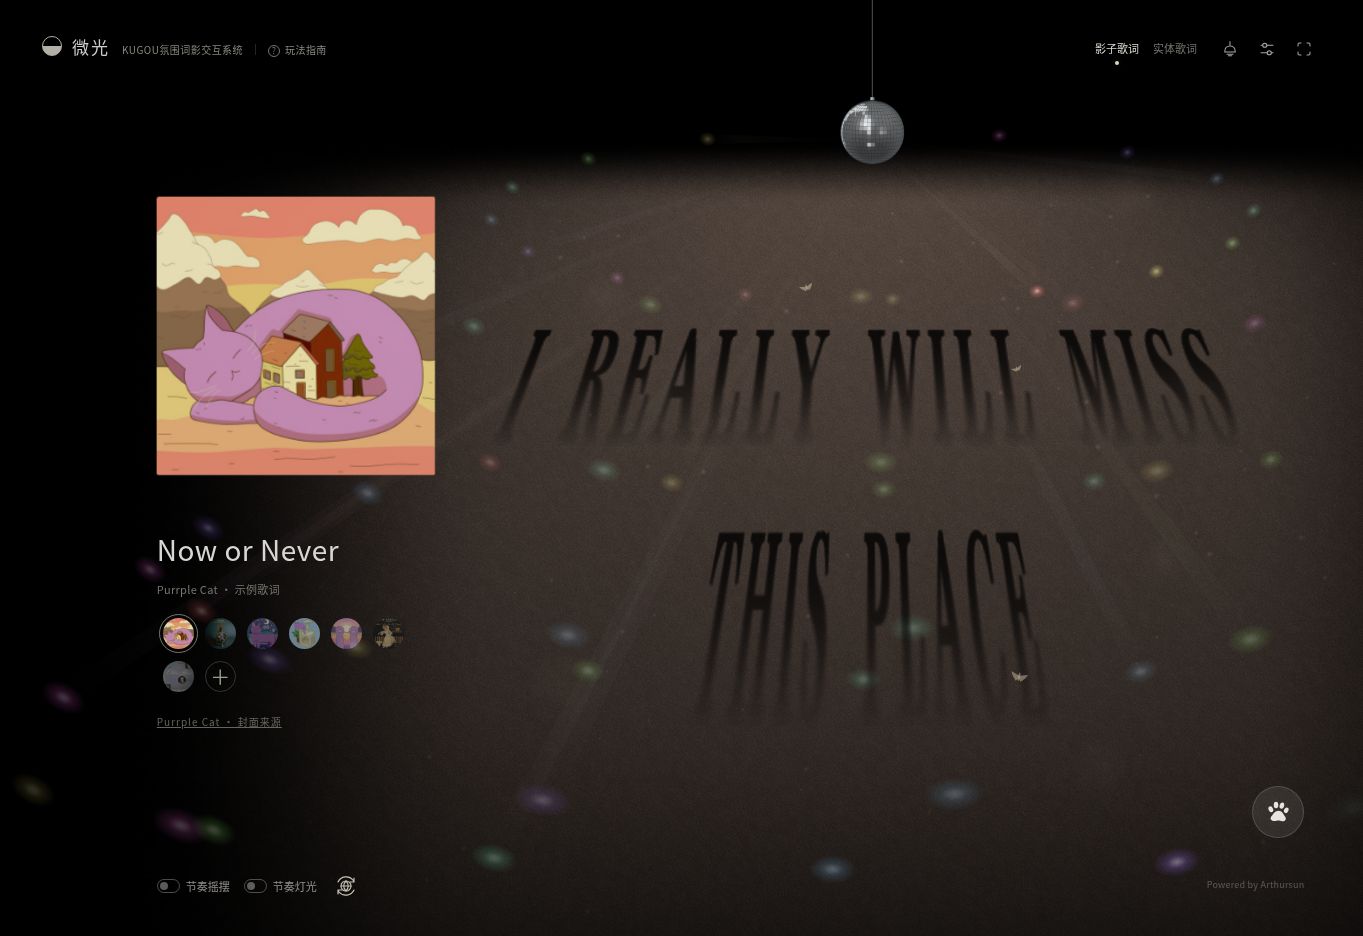 微光 KUGOU氛围词影交互系统 ? 玩法指南
影子歌词 实体歌词
I REALLY WILL MISS
THIS PLACE
Now or Never
Purrple Cat · 示例歌词
Purrple Cat · 封面来源
节奏摇摆 节奏灯光
Powered by Arthursun